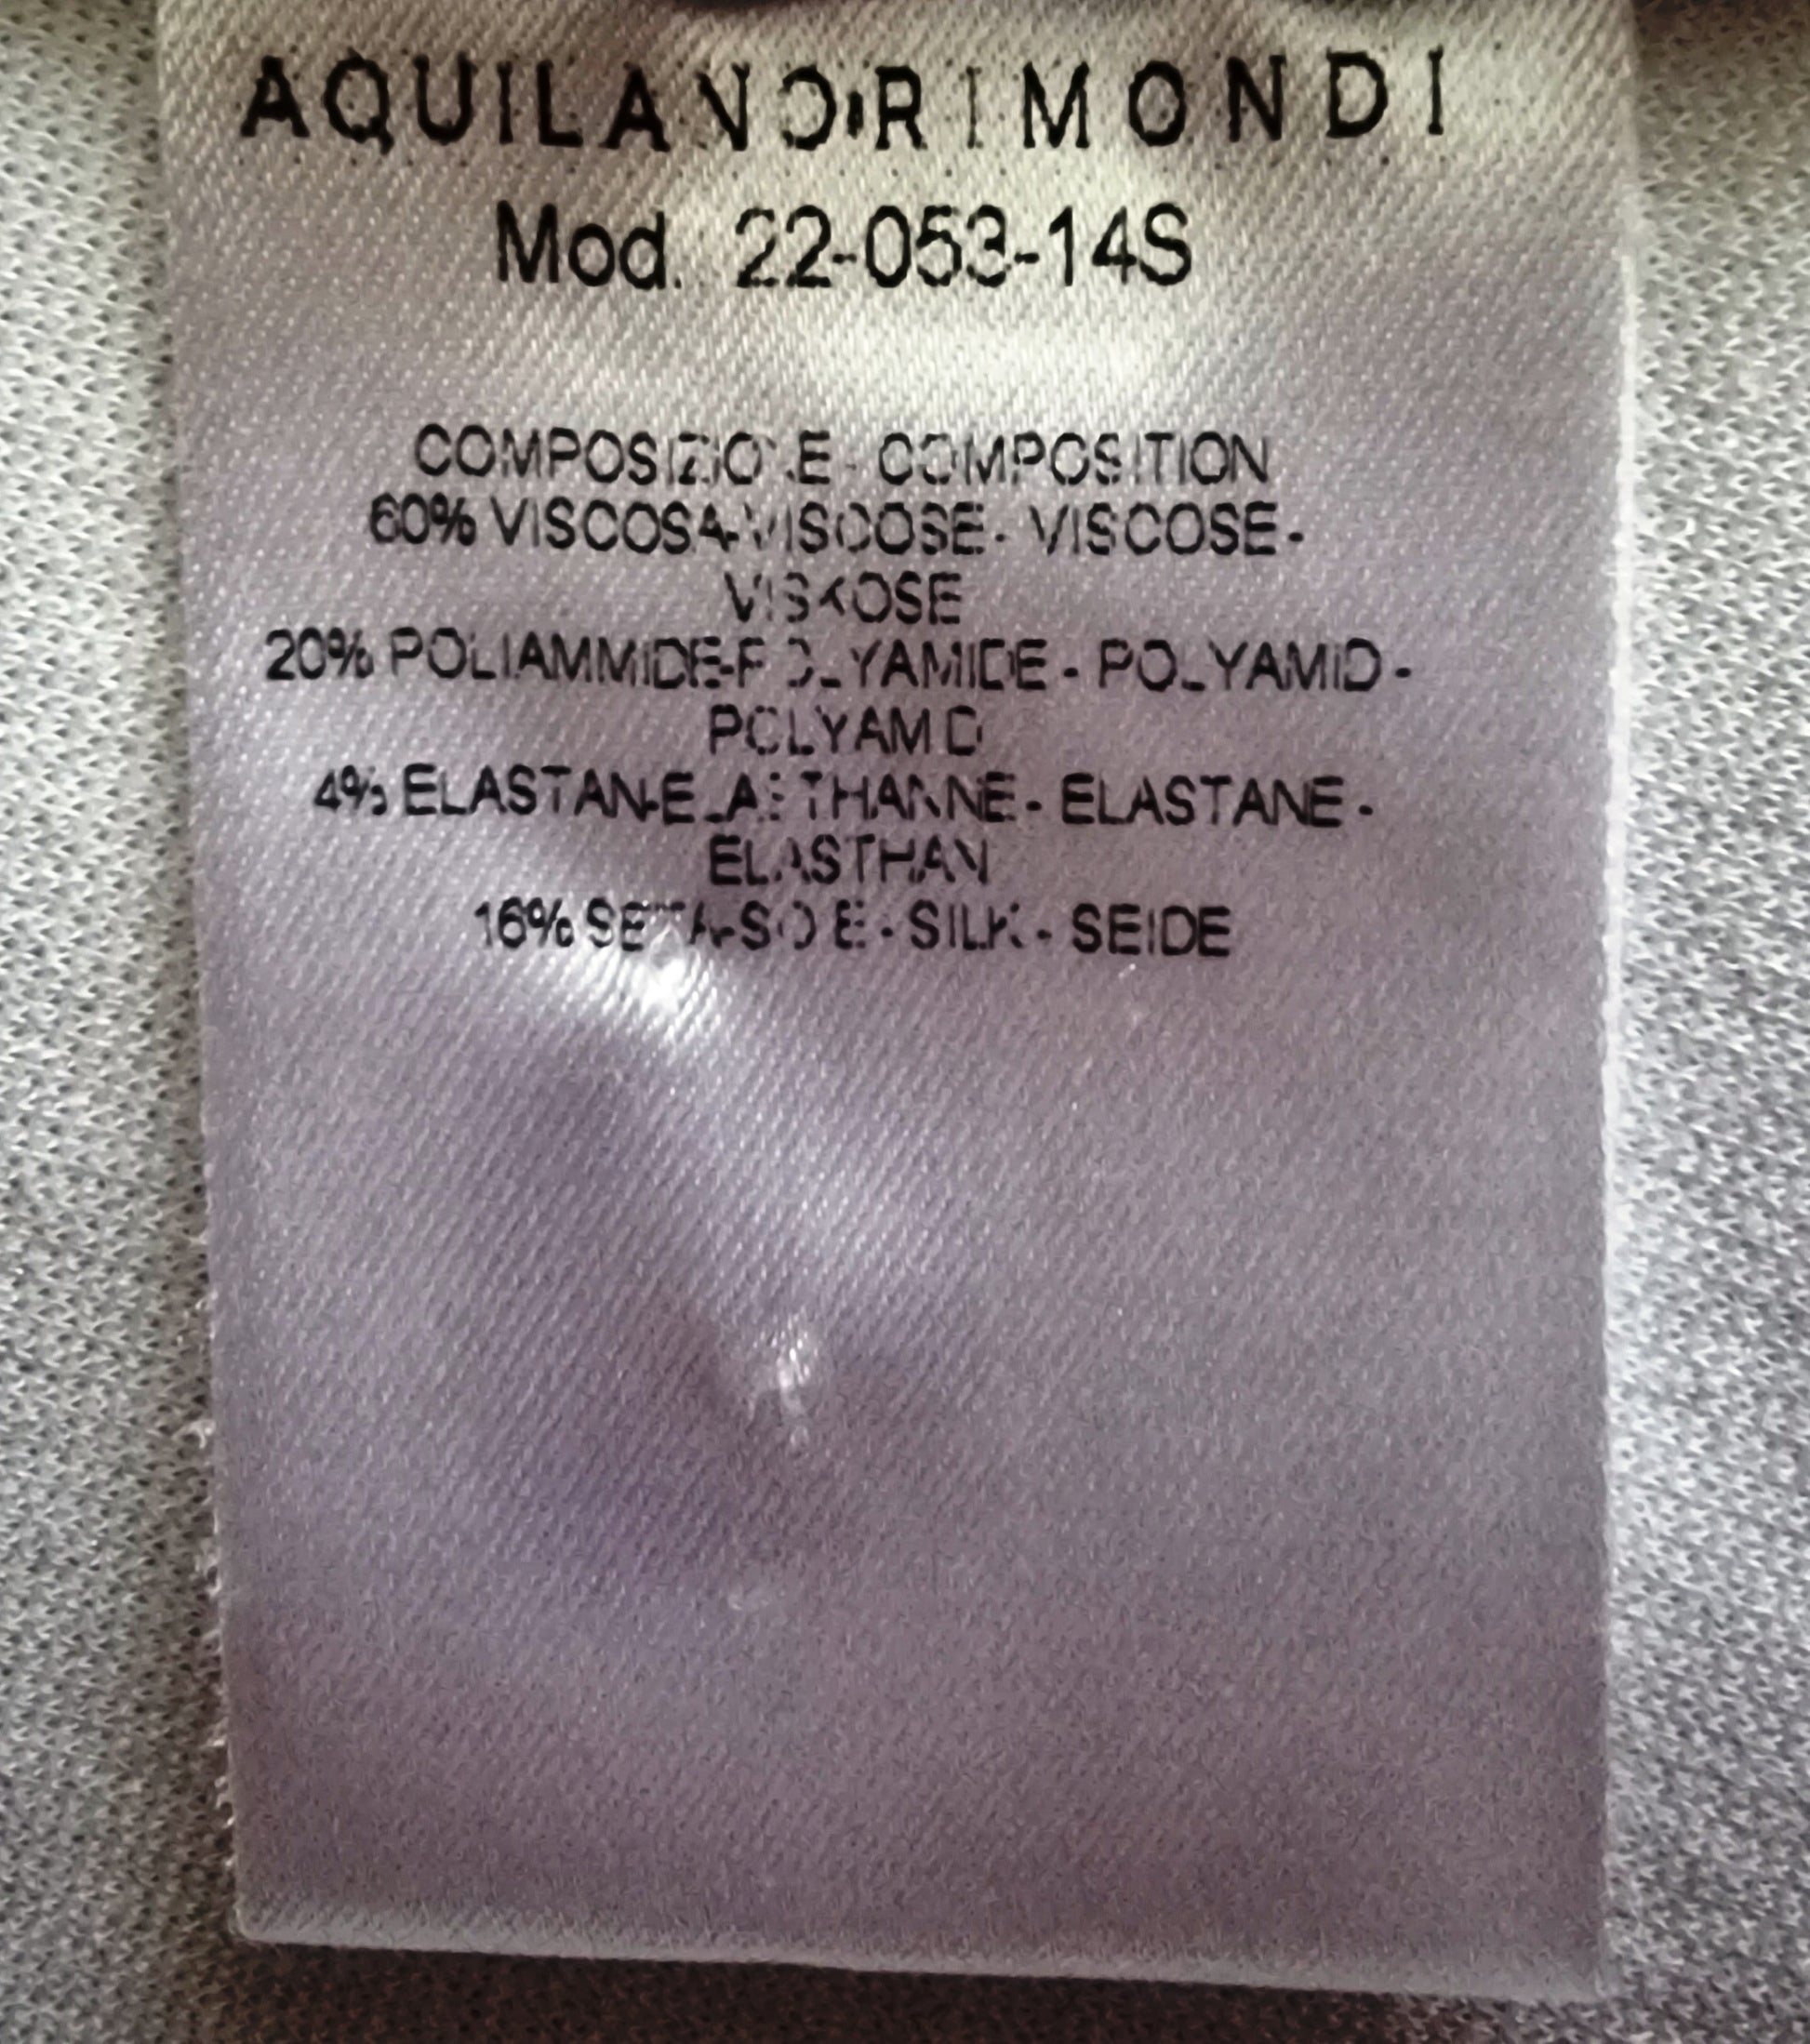 AQUILANO.RIMONDI
Mod. 22-053-14S
COMPOSIZIONE - COMPOSITION
60% VISCOSA-VISCOSE - VISCOSE -
VISKOSE
20% POLIAMMIDE-POLYAMIDE - POLYAMID -
POLYAMID
4% ELASTAN-ELASTHANNE - ELASTANE -
ELASTHAN
16% SETA-SOIE - SILK - SEIDE